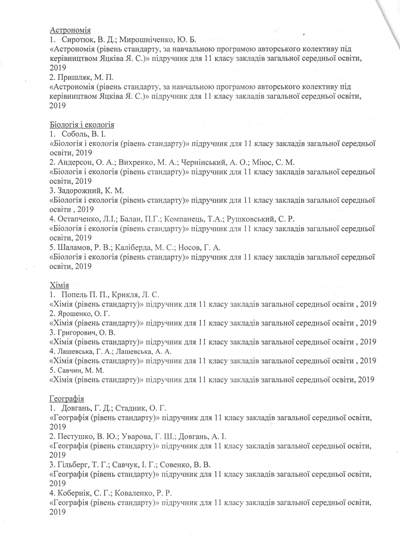 Астрономія
1. Сиротюк, В. Д.; Мирошніченко, Ю. Б.
«Астрономія (рівень стандарту, за навчальною програмою авторського колективу під
керівництвом Яцківа Я. С.)» підручник для 11 класу закладів загальної середньої освіти,
2019
2. Пришляк, М. П.
«Астрономія (рівень стандарту, за навчальною програмою авторського колективу під
керівництвом Яцківа Я. С.)» підручник для 11 класу закладів загальної середньої освіти,
2019
Біологія і екологія
1. Соболь, В. І.
«Біологія і екологія (рівень стандарту)» підручник для 11 класу закладів загальної середньої
освіти, 2019
2. Андерсон, О. А.; Вихренко, М. А.; Чернінський, А. О.; Міюс, С. М.
«Біологія і екологія (рівень стандарту)» підручник для 11 класу закладів загальної середньої
освіти, 2019
3. Задорожний, К. М.
«Біологія і екологія (рівень стандарту)» підручник для 11 класу закладів загальної середньої
освіти , 2019
4. Остапченко, Л.І.; Балан, П.Г.; Компанець, Т.А.; Рушковський, С. Р.
«Біологія і екологія (рівень стандарту)» підручник для 11 класу закладів загальної середньої
освіти, 2019
5. Шаламов, Р. В.; Каліберда, М. С.; Носов, Г. А.
«Біологія і екологія (рівень стандарту)» підручник для 11 класу закладів загальної середньої
освіти, 2019
Хімія
1. Попель П. П., Крикля, Л. С.
«Хімія (рівень стандарту)» підручник для 11 класу закладів загальної середньої освіти , 2019
2. Ярошенко, О. Г.
«Хімія (рівень стандарту)» підручник для 11 класу закладів загальної середньої освіти , 2019
3. Григорович, О. В.
«Хімія (рівень стандарту)» підручник для 11 класу закладів загальної середньої освіти , 2019
4. Лашевська, Г. А.; Лашевська, А. А.
«Хімія (рівень стандарту)» підручник для 11 класу закладів загальної середньої освіти , 2019
5. Савчин, М. М.
«Хімія (рівень стандарту)» підручник для 11 класу закладів загальної середньої освіти, 2019
Географія
1. Довгань, Г. Д.; Стадник, О. Г.
«Географія (рівень стандарту)» підручник для 11 класу закладів загальної середньої освіти,
2019
2. Пестушко, В. Ю.; Уварова, Г. Ш.; Довгань, А. І.
«Географія (рівень стандарту)» підручник для 11 класу закладів загальної середньої освіти,
2019
3. Гільберг, Т. Г.; Савчук, І. Г.; Совенко, В. В.
«Географія (рівень стандарту)» підручник для 11 класу закладів загальної середньої освіти,
2019
4. Кобернік, С. Г.; Коваленко, Р. Р.
«Географія (рівень стандарту)» підручник для 11 класу закладів загальної середньої освіти,
2019